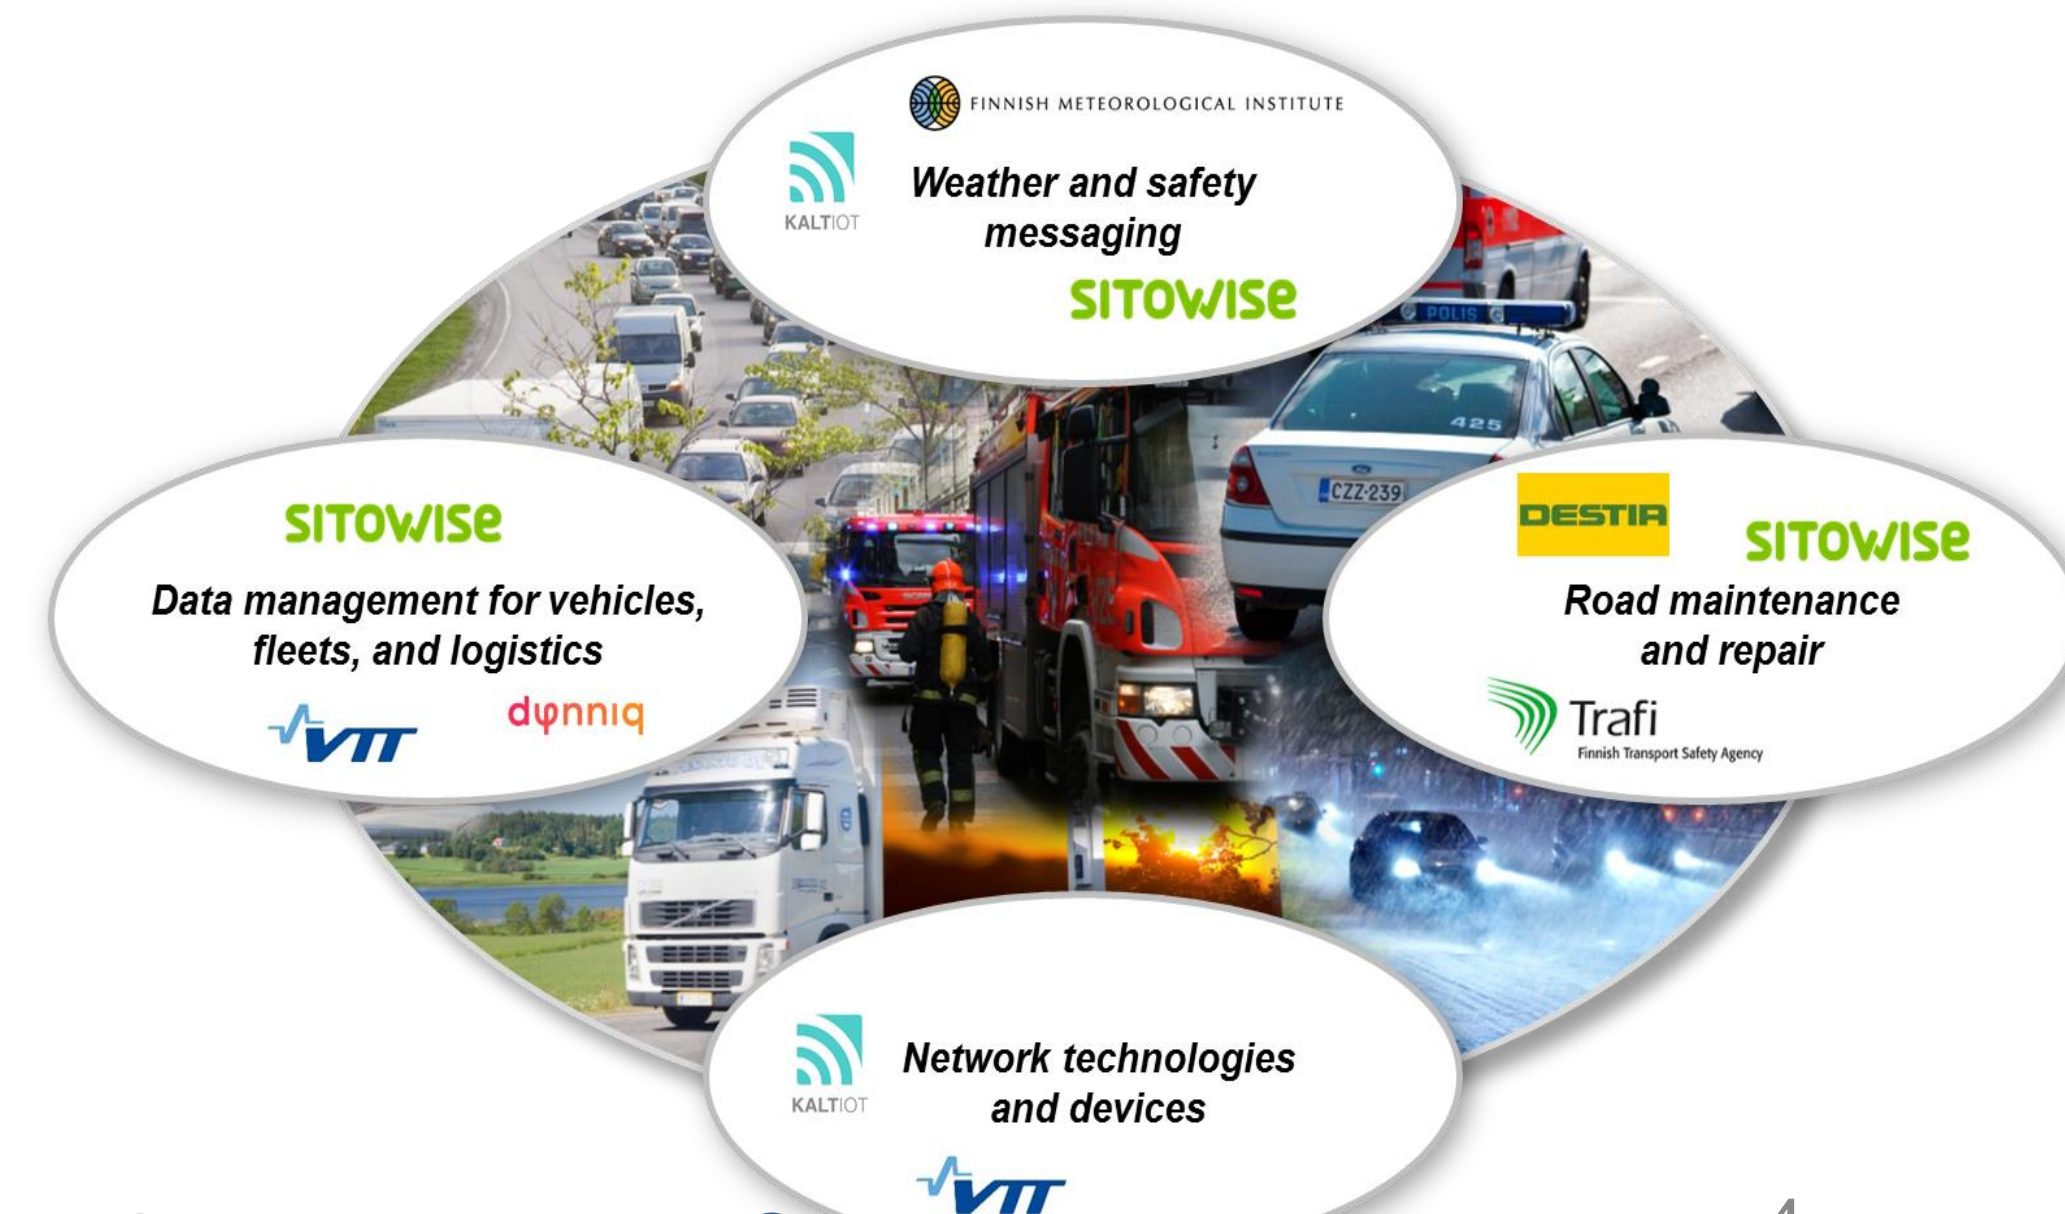 FINNISH METEOROLOGICAL INSTITUTE
KALTIOT
Weather and safety
messaging
SITOWISE
POLIS
425
CZZ-239
SITOWISE
Data management for vehicles,
fleets, and logistics
VTT
dynniq
DESTIA
SITOWISE
Road maintenance
and repair
Trafi
Finnish Transport Safety Agency
KALTIOT
Network technologies
and devices
VTT
4